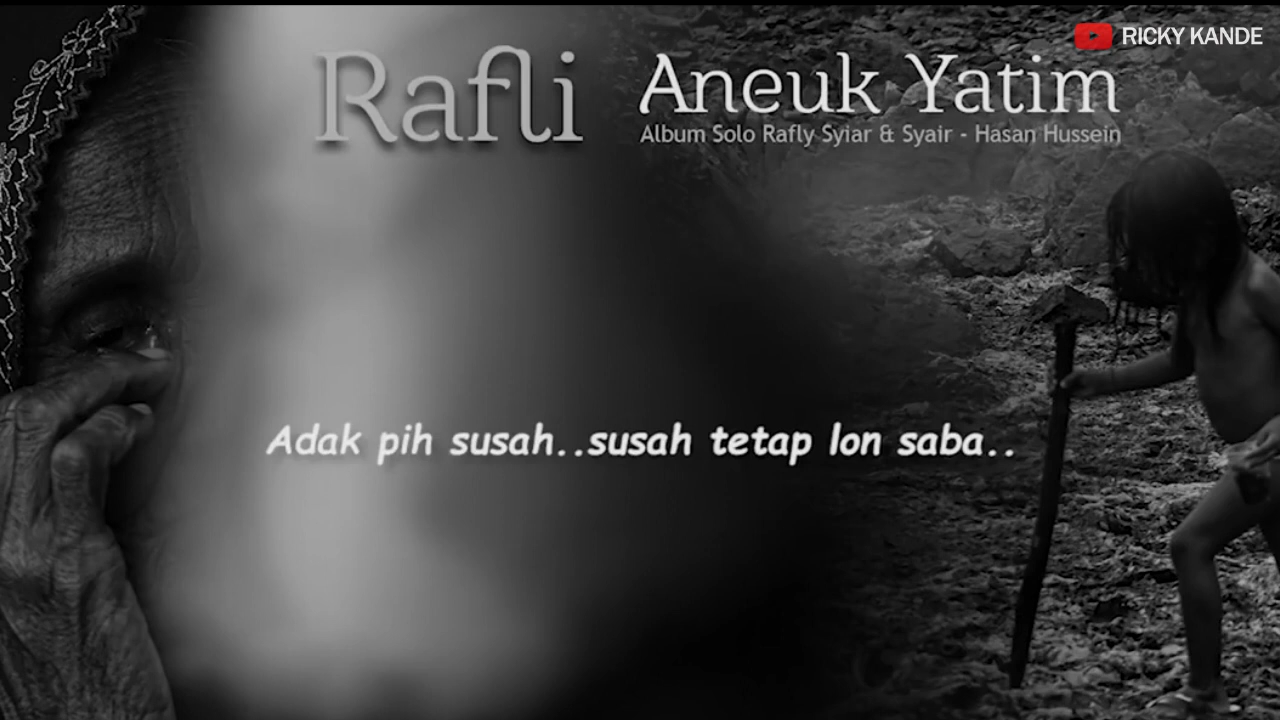 RICKY KANDE
Rafli
Aneuk Yatim
Album Solo Rafly Syiar & Syair - Hasan Hussein
Adak pih susah..susah tetap lon saba..